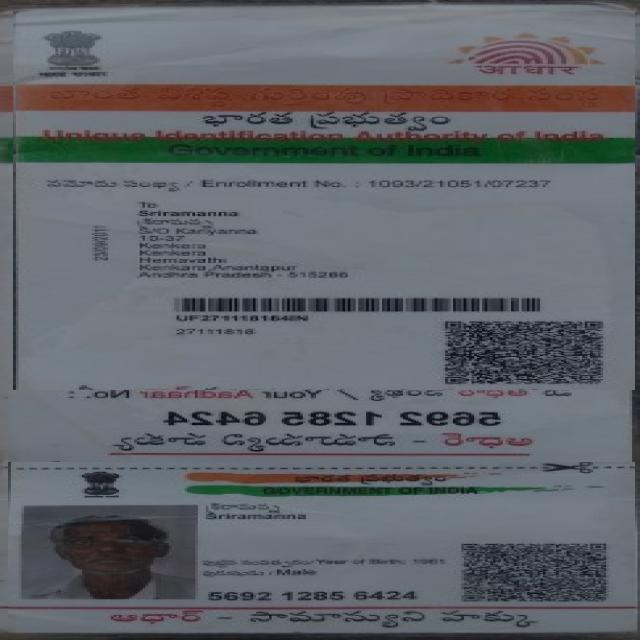 आधार
భారత ప్రభుత్వం
Unique Identification Authority of India
Government of India
నమోదు సంఖ్య / Enrollment No. : 1093/21051/07237
To
Sriramanna
శ్రీరామన్న
S/O Kariyanna
10-37
Kenkera
Kenkera
Hemavathi
Kenkara,Anantapur
Andhra Pradesh - 515286
23/09/2011
27111818
మీ ఆధార్ సంఖ్య / Your Aadhaar No. :
5692 1285 6424
ఆధార్ - సామాన్యుని హక్కు
భారత ప్రభుత్వం
GOVERNMENT OF INDIA
శ్రీరామన్న
Sriramanna
పుట్టిన సంవత్సరం/Year of Birth: 1951
పురుషుడు / Male
5692 1285 6424
ఆధార్ - సామాన్యుని హక్కు